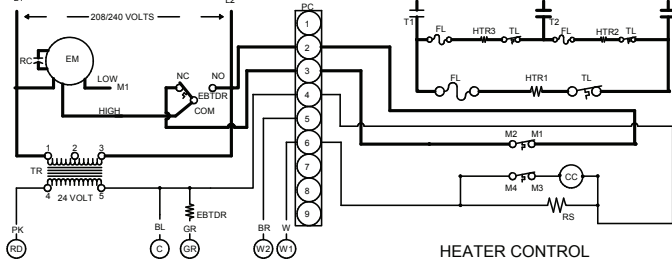 L2
PC
208/240 VOLTS
1
2
3
4
5
6
7
8
9
RC
EM
LOW
M1
HIGH
NC
NO
EBTDR
COM
T1
FL
HTR3
TL
T2
FL
HTR2
TL
FL
HTR1
TL
M2
M1
M4
M3
CC
RS
1
2
3
TR
4
24 VOLT
5
EBTDR
PK
BL
GR
BR
W
RD
C
GR
W2
W1
HEATER CONTROL